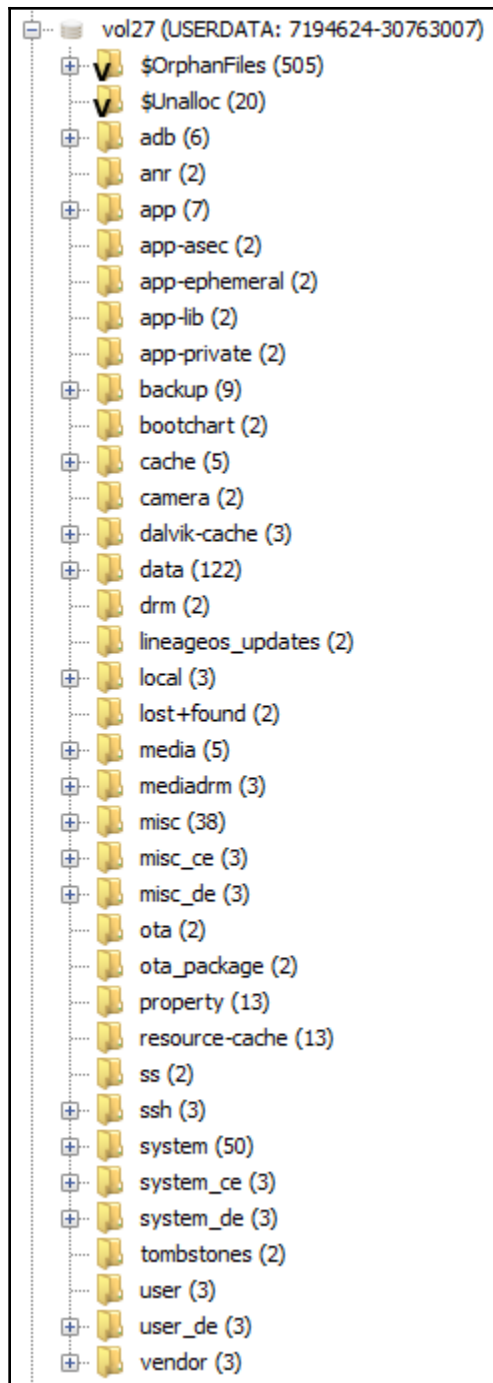 vol27 (USERDATA: 7194624-30763007)
$OrphanFiles (505)
$Unalloc (20)
adb (6)
anr (2)
app (7)
app-asec (2)
app-ephemeral (2)
app-lib (2)
app-private (2)
backup (9)
bootchart (2)
cache (5)
camera (2)
dalvik-cache (3)
data (122)
drm (2)
lineageos_updates (2)
local (3)
lost+found (2)
media (5)
mediadrm (3)
misc (38)
misc_ce (3)
misc_de (3)
ota (2)
ota_package (2)
property (13)
resource-cache (13)
ss (2)
ssh (3)
system (50)
system_ce (3)
system_de (3)
tombstones (2)
user (3)
user_de (3)
vendor (3)